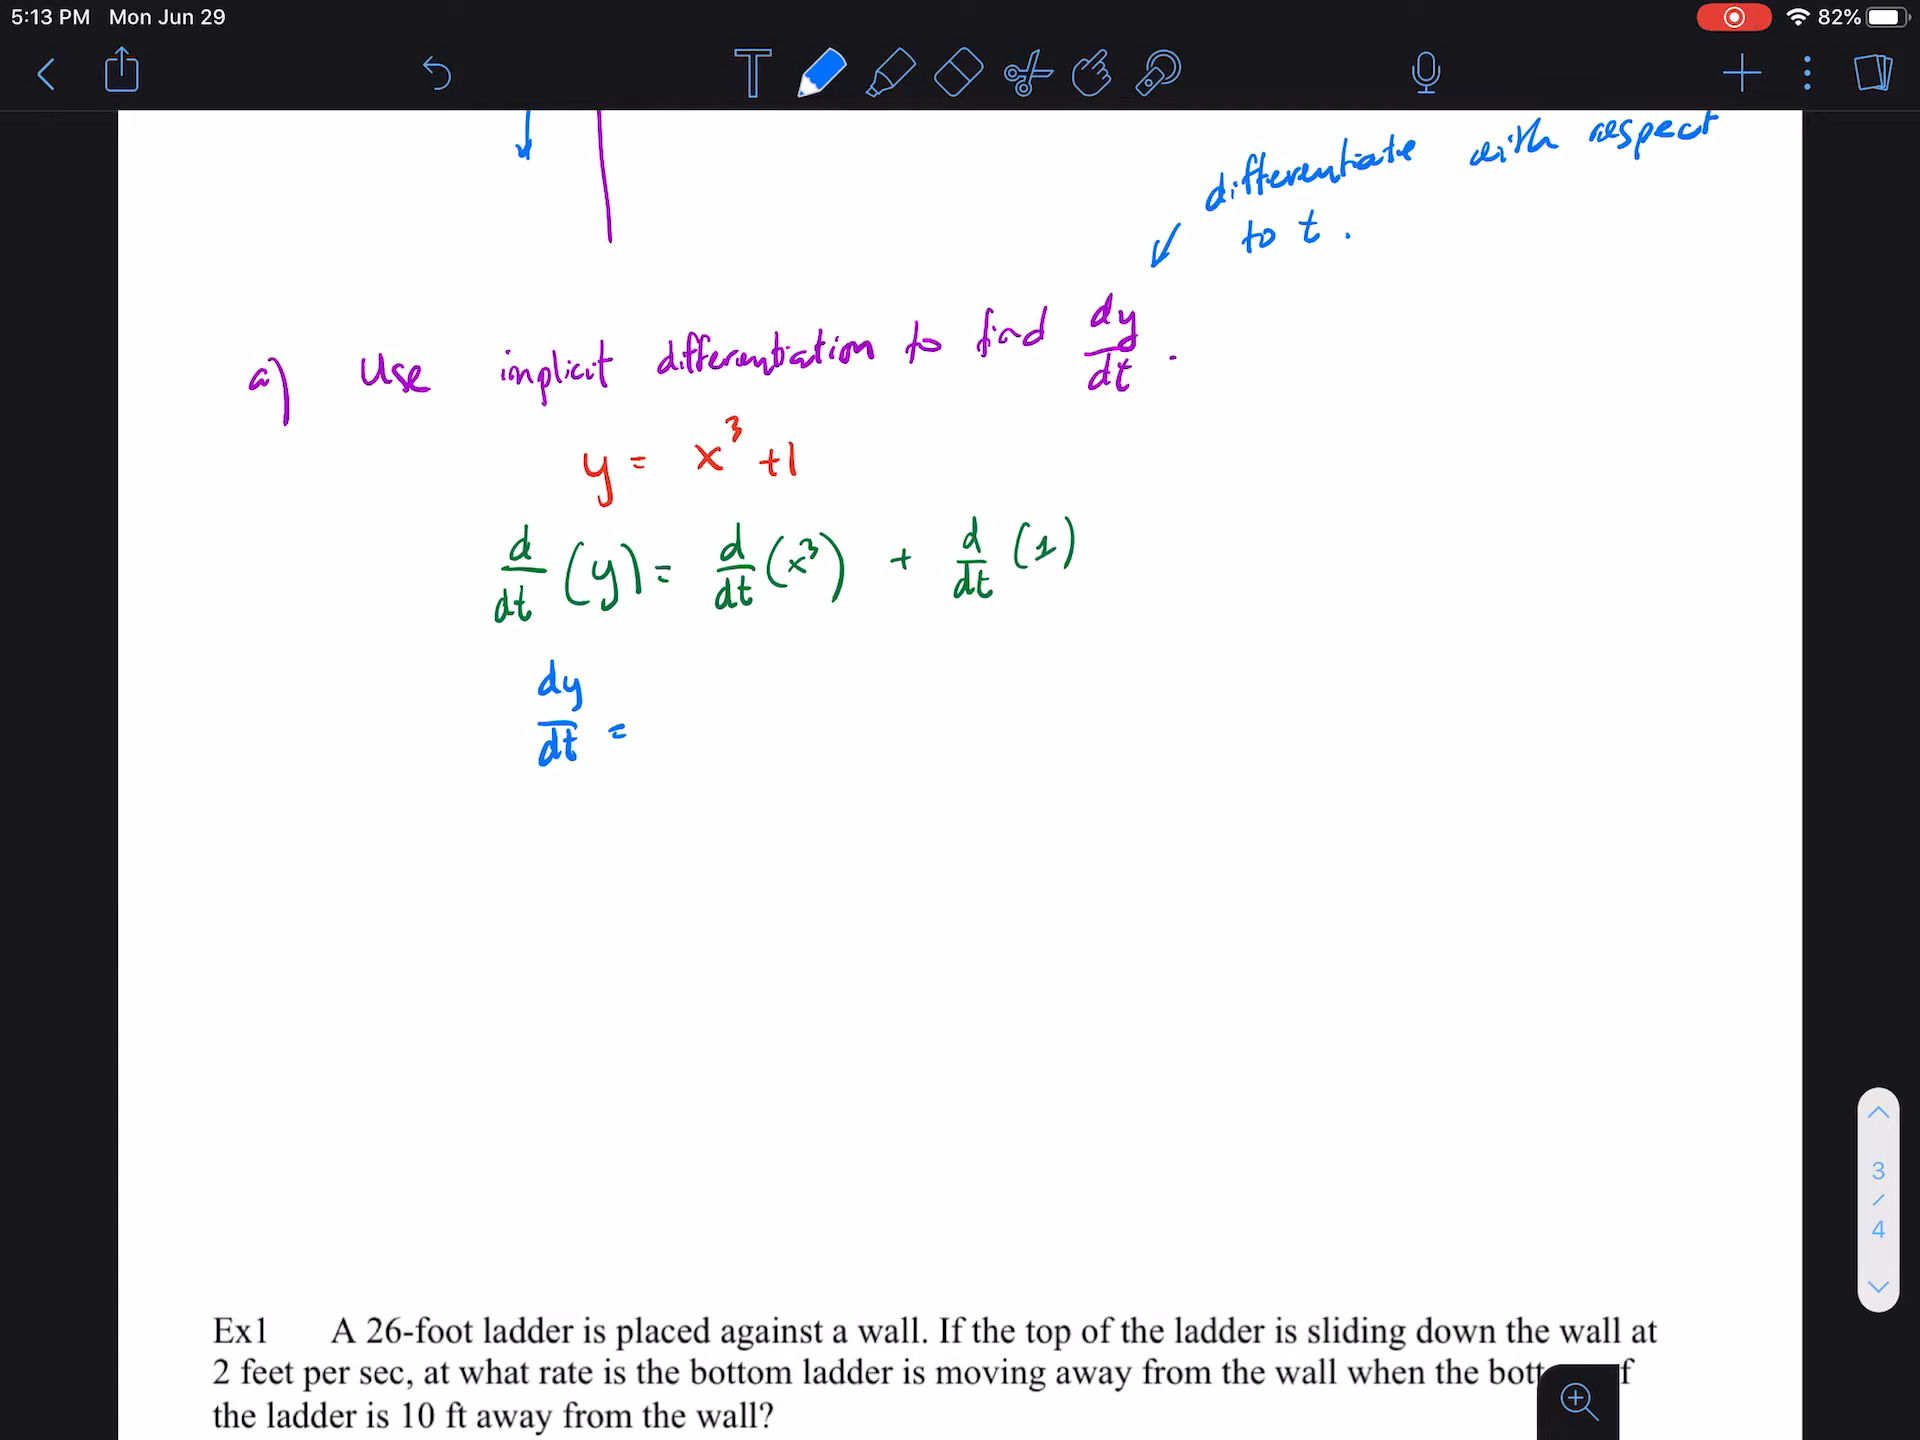 5:13 PM Mon Jun 29
82%
T
differentiate with respect
to t.
a) Use implicit differentiation to find dy/dt.
y = x³ + 1
d/dt (y) = d/dt (x³) + d/dt (1)
dy/dt =
3
/
4
Ex1 A 26-foot ladder is placed against a wall. If the top of the ladder is sliding down the wall at
2 feet per sec, at what rate is the bottom ladder is moving away from the wall when the bott f
the ladder is 10 ft away from the wall?